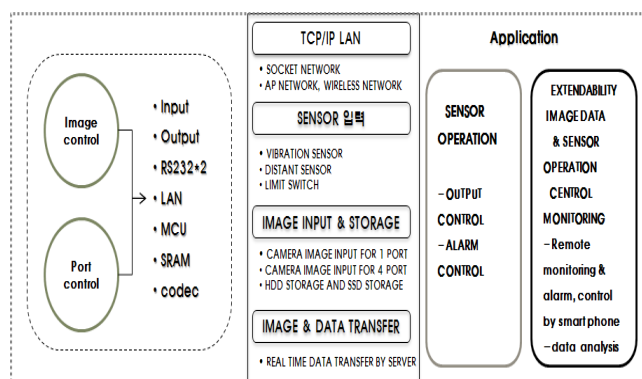 Image
control
Port
control
• Input
• Output
• RS232*2
• LAN
• MCU
• SRAM
• codec
TCP/IP LAN
• SOCKET NETWORK
• AP NETWORK, WIRELESS NETWORK
SENSOR 입력
• VIBRATION SENSOR
• DISTANT SENSOR
• LIMIT SWITCH
IMAGE INPUT & STORAGE
• CAMERA IMAGE INPUT FOR 1 PORT
• CAMERA IMAGE INPUT FOR 4 PORT
• HDD STORAGE AND SSD STORAGE
IMAGE & DATA TRANSFER
• REAL TIME DATA TRANSFER BY SERVER
Application
SENSOR
OPERATION
-OUTPUT
CONTROL
-ALARM
CONTROL
EXTENDABILITY
IMAGE DATA
& SENSOR
OPERATION
CENTROL
MONITORING
-Remote
monitoring &
alarm, control
by smart phone
-data analysis